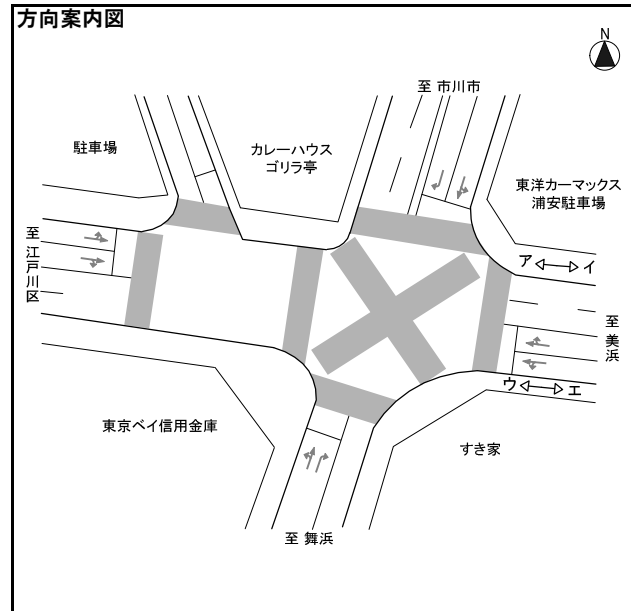 方向案内図
N
至 市川市
駐車場
カレーハウス
ゴリラ亭
東洋カーマックス
浦安駐車場
至 江戸川区
ア
イ
至 美浜
ウ
エ
東京ベイ信用金庫
すき家
至 舞浜